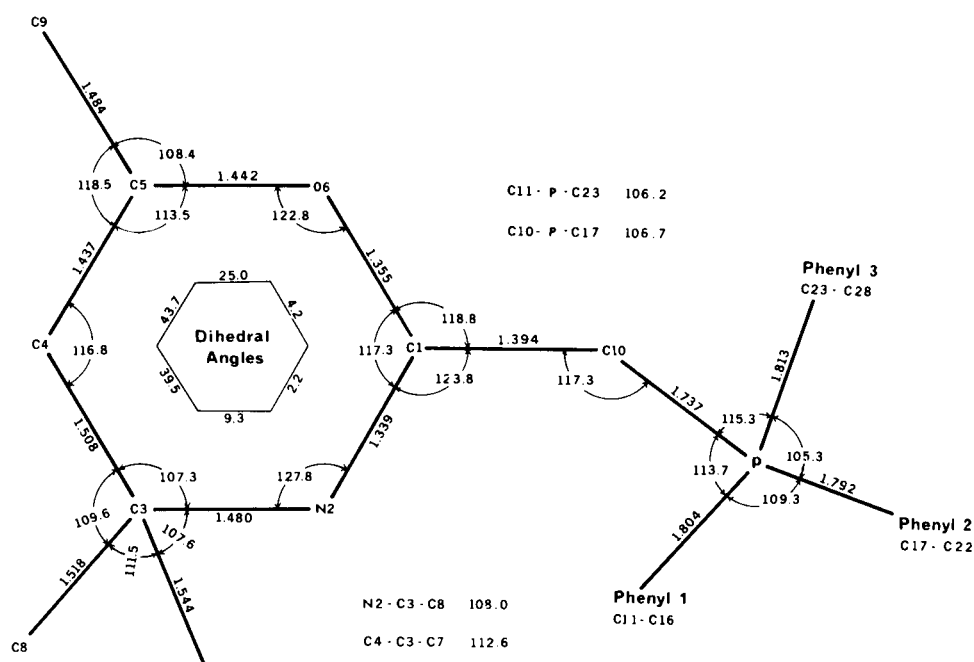 C9
1.484
108.4
118.5
C5
1.442
O6
113.5
122.8
C11- P -C23 106.2
C10- P -C17 106.7
1.437
1.355
Phenyl 3
C23 - C28
25.0
43.7
4.2
Dihedral
Angles
39.5
2.2
9.3
C4
116.8
117.3
C1
118.8
123.8
1.394
C10
117.3
1.813
1.737
1.508
1.339
115.3
105.3
113.7
P
109.3
1.792
107.3
127.8
109.6
C3
1.480
N2
107.6
111.5
1.804
Phenyl 2
C17 - C22
1.518
1.544
Phenyl 1
C11 - C16
C8
N2 - C3 - C8 108.0
C4 - C3 - C7 112.6